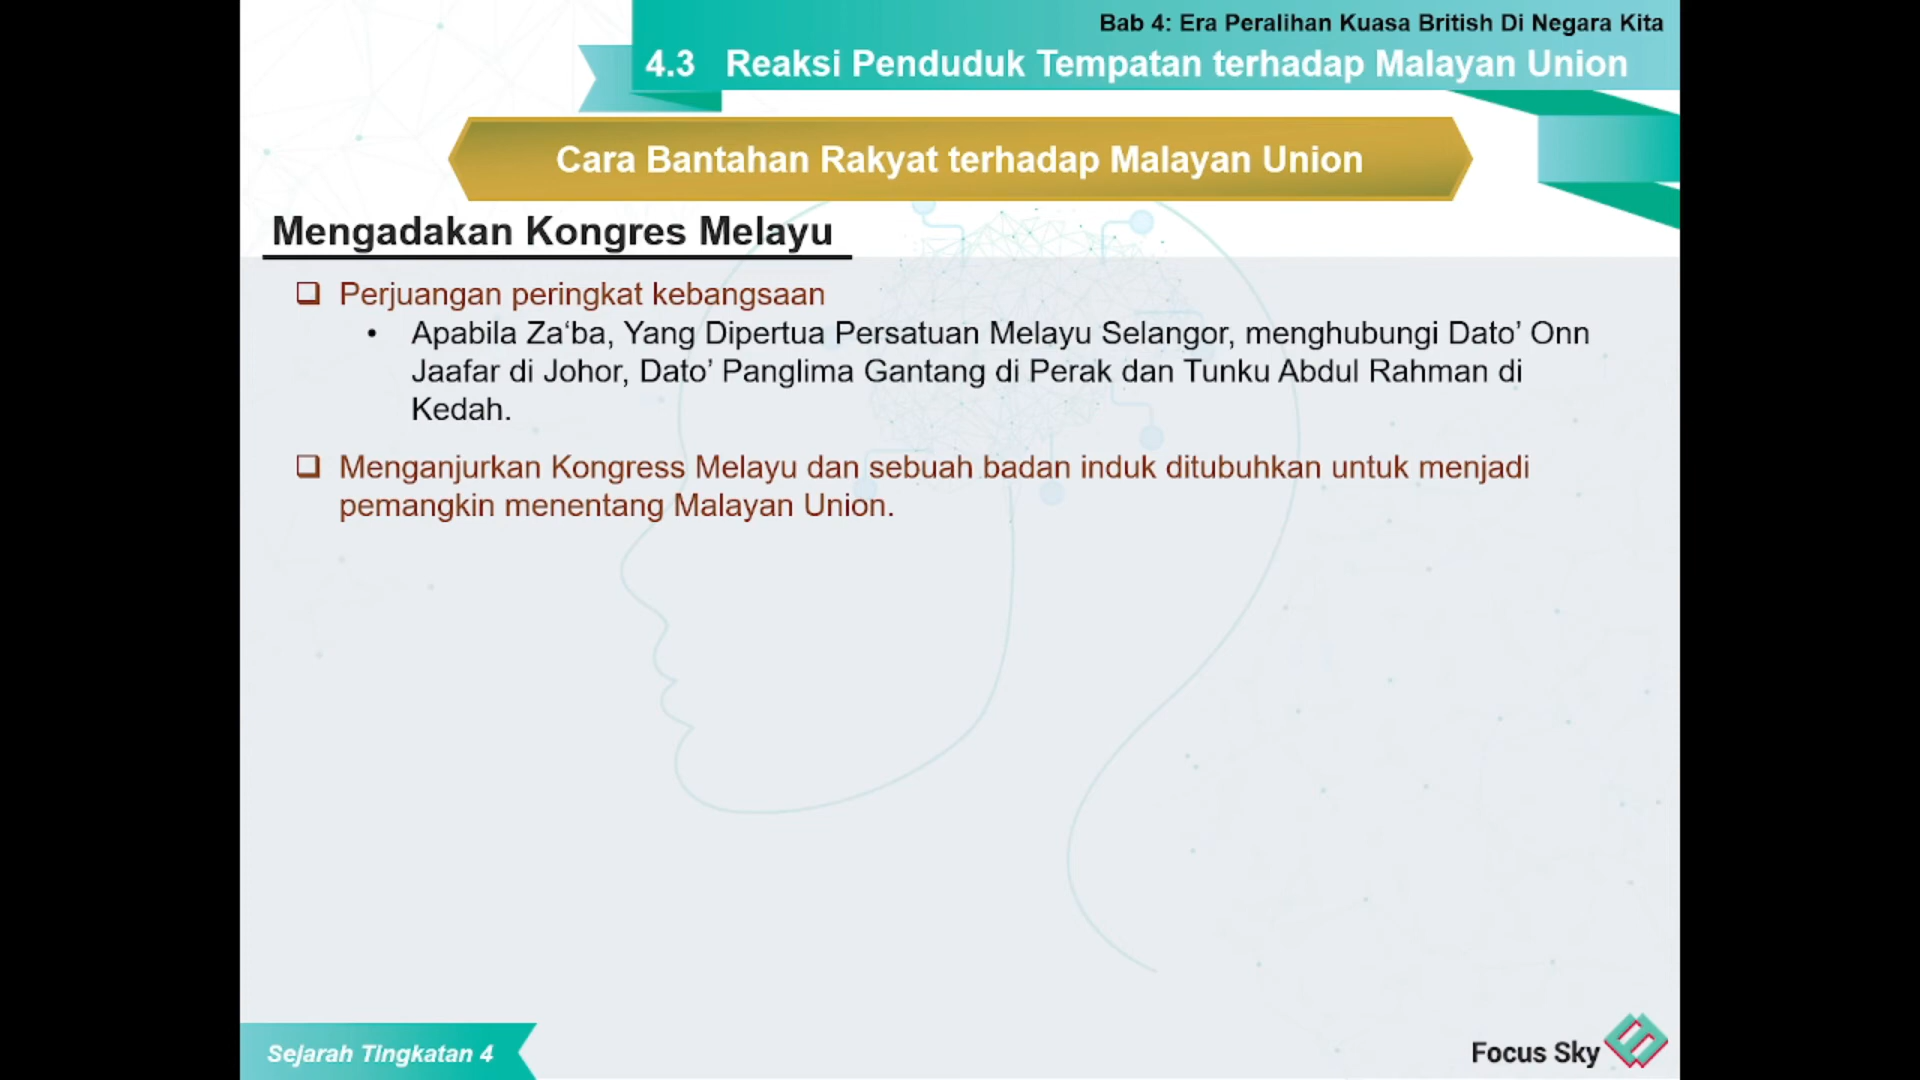 Bab 4: Era Peralihan Kuasa British Di Negara Kita
4.3 Reaksi Penduduk Tempatan terhadap Malayan Union
Cara Bantahan Rakyat terhadap Malayan Union
Mengadakan Kongres Melayu
❑ Perjuangan peringkat kebangsaan
• Apabila Za‘ba, Yang Dipertua Persatuan Melayu Selangor, menghubungi Dato’ Onn
Jaafar di Johor, Dato’ Panglima Gantang di Perak dan Tunku Abdul Rahman di
Kedah.
❑ Menganjurkan Kongress Melayu dan sebuah badan induk ditubuhkan untuk menjadi
pemangkin menentang Malayan Union.
Sejarah Tingkatan 4
Focus Sky